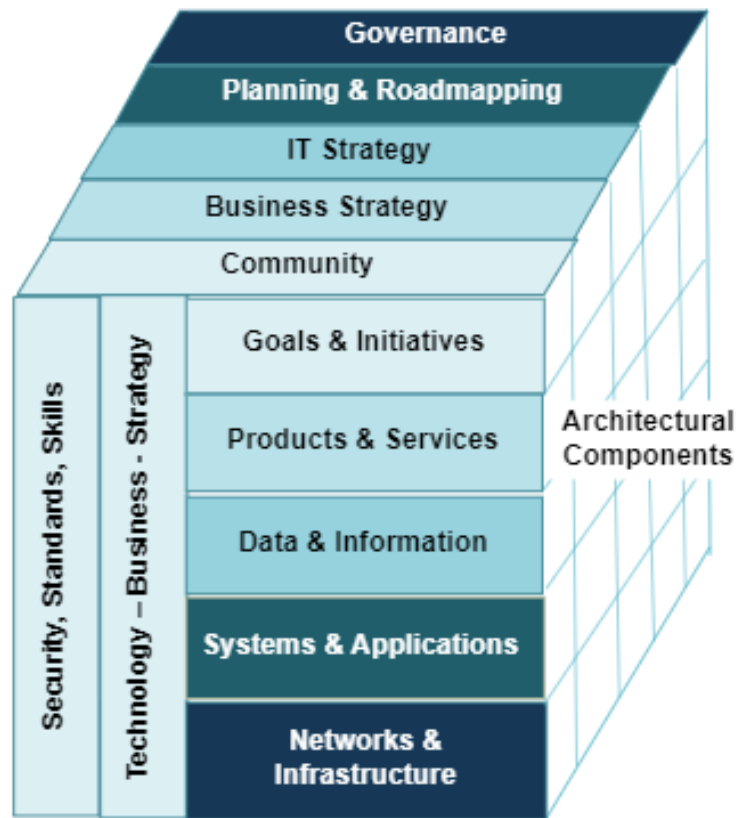 Governance
Planning & Roadmapping
IT Strategy
Business Strategy
Community
Security, Standards, Skills
Technology – Business - Strategy
Goals & Initiatives
Products & Services
Data & Information
Systems & Applications
Networks &
Infrastructure
Architectural
Components